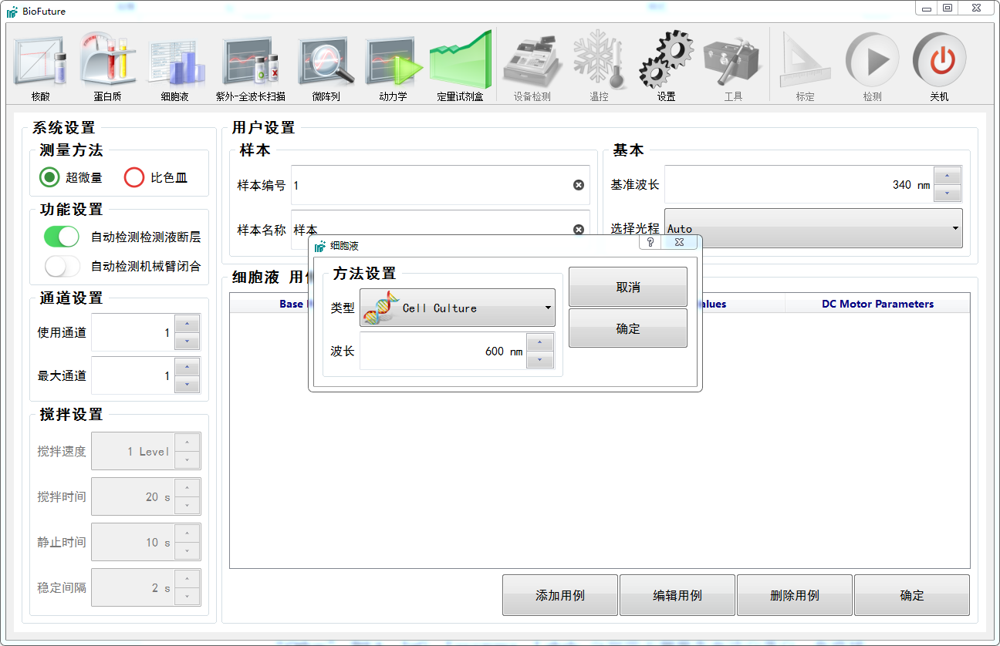 BioFuture
核酸 蛋白质 细胞液 紫外-全波长扫描 微阵列 动力学 定量试剂盒 设备检测 温控 设置 工具 标定 检测 关机
系统设置
测量方法
超微量 比色皿
功能设置
自动检测检测液断层
自动检测机械臂闭合
通道设置
使用通道 1
最大通道 1
搅拌设置
搅拌速度 1 Level
搅拌时间 20 s
静止时间 10 s
稳定间隔 2 s
用户设置
样本
样本编号 1
样本名称 样本
基本
基准波长 340 nm
选择光程 Auto
细胞液 用
Base DC Motor Parameters
细胞液
方法设置
类型 Cell Culture
波长 600 nm
取消
确定
添加用例 编辑用例 删除用例 确定